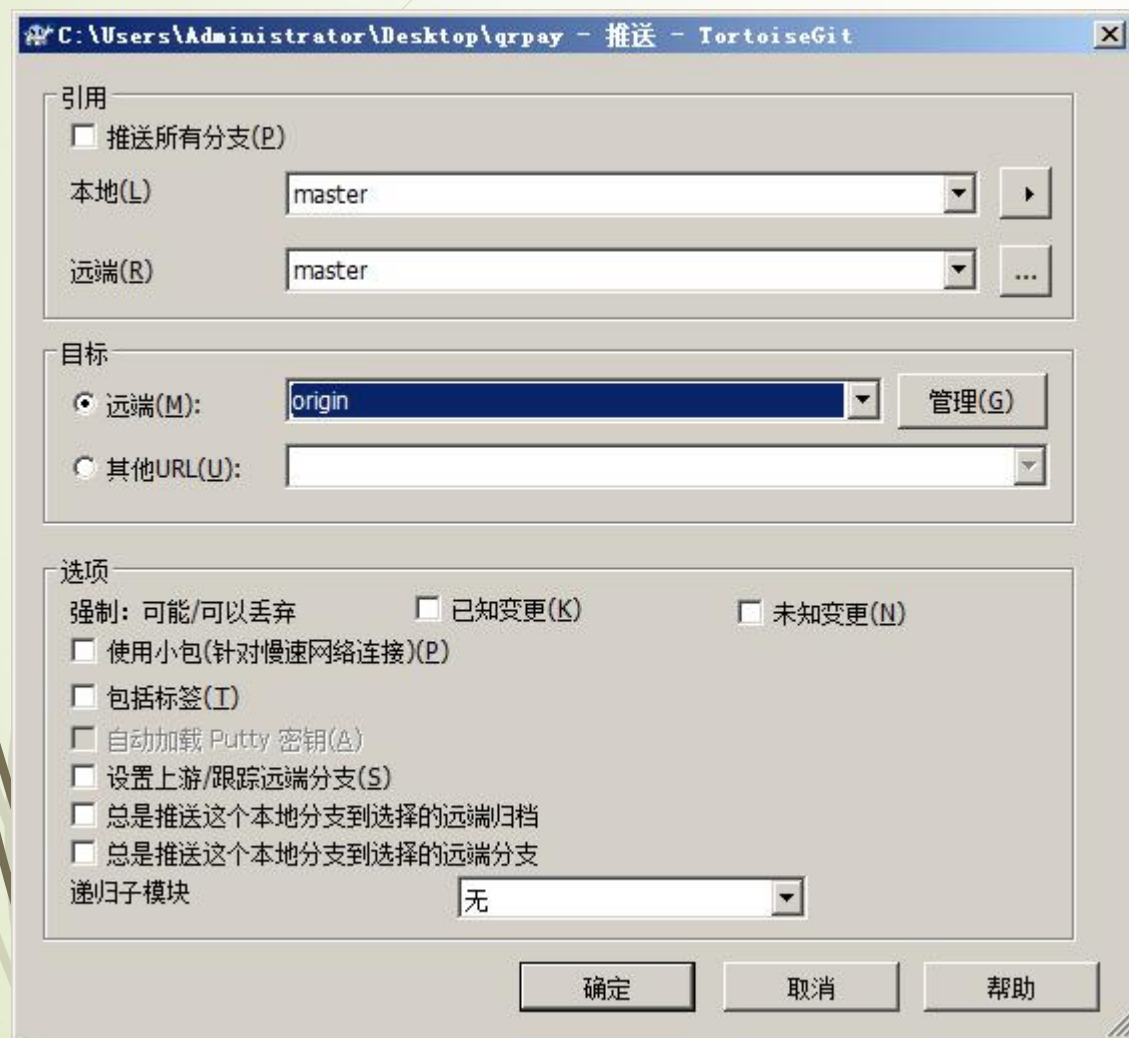 C:\Users\Administrator\Desktop\qrpay - 推送 - TortoiseGit
引用
推送所有分支(P)
本地(L) master
远端(R) master ...
目标
远端(M): origin 管理(G)
其他URL(U):
选项
强制：可能/可以丢弃 已知变更(K) 未知变更(N)
使用小包(针对慢速网络连接)(P)
包括标签(T)
自动加载 Putty 密钥(A)
设置上游/跟踪远端分支(S)
总是推送这个本地分支到选择的远端归档
总是推送这个本地分支到选择的远端分支
递归子模块 无
确定 取消 帮助